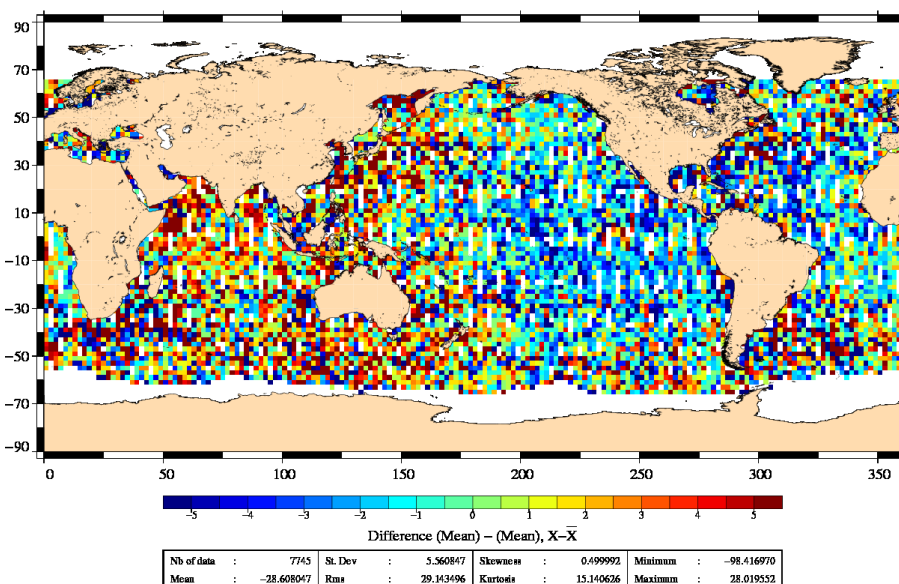 90
70
50
30
10
−10
−30
−50
−70
−90
0 50 100 150 200 250 300 350
−5 −4 −3 −2 −1 0 1 2 3 4 5
Difference (Mean) − (Mean), X−X̅
Nb of data : 7745 St. Dev : 5.560847 Skewness : 0.499992 Minimum : −98.416970
Mean : −28.608047 Rms : 29.143496 Kurtosis : 15.140626 Maximum : 28.019552